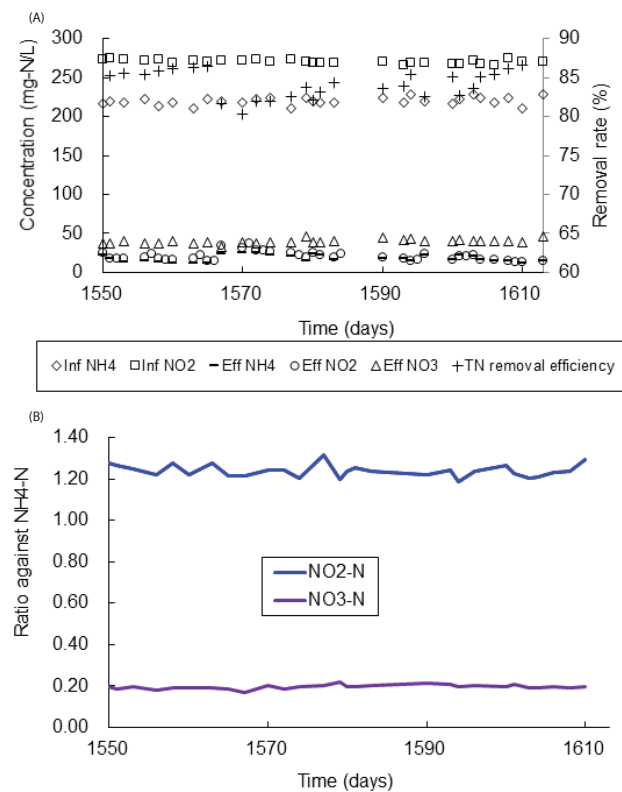 (A)
300
250
200
150
100
50
0
Concentration (mg-N/L)
90
85
80
75
70
65
60
Removal rate (%)
1550 1570 1590 1610
Time (days)
Inf NH4 Inf NO2 Eff NH4 Eff NO2 Eff NO3 TN removal efficiency
(B)
1.40
1.20
1.00
0.80
0.60
0.40
0.20
0.00
Ratio against NH4-N
NO2-N
NO3-N
1550 1570 1590 1610
Time (days)